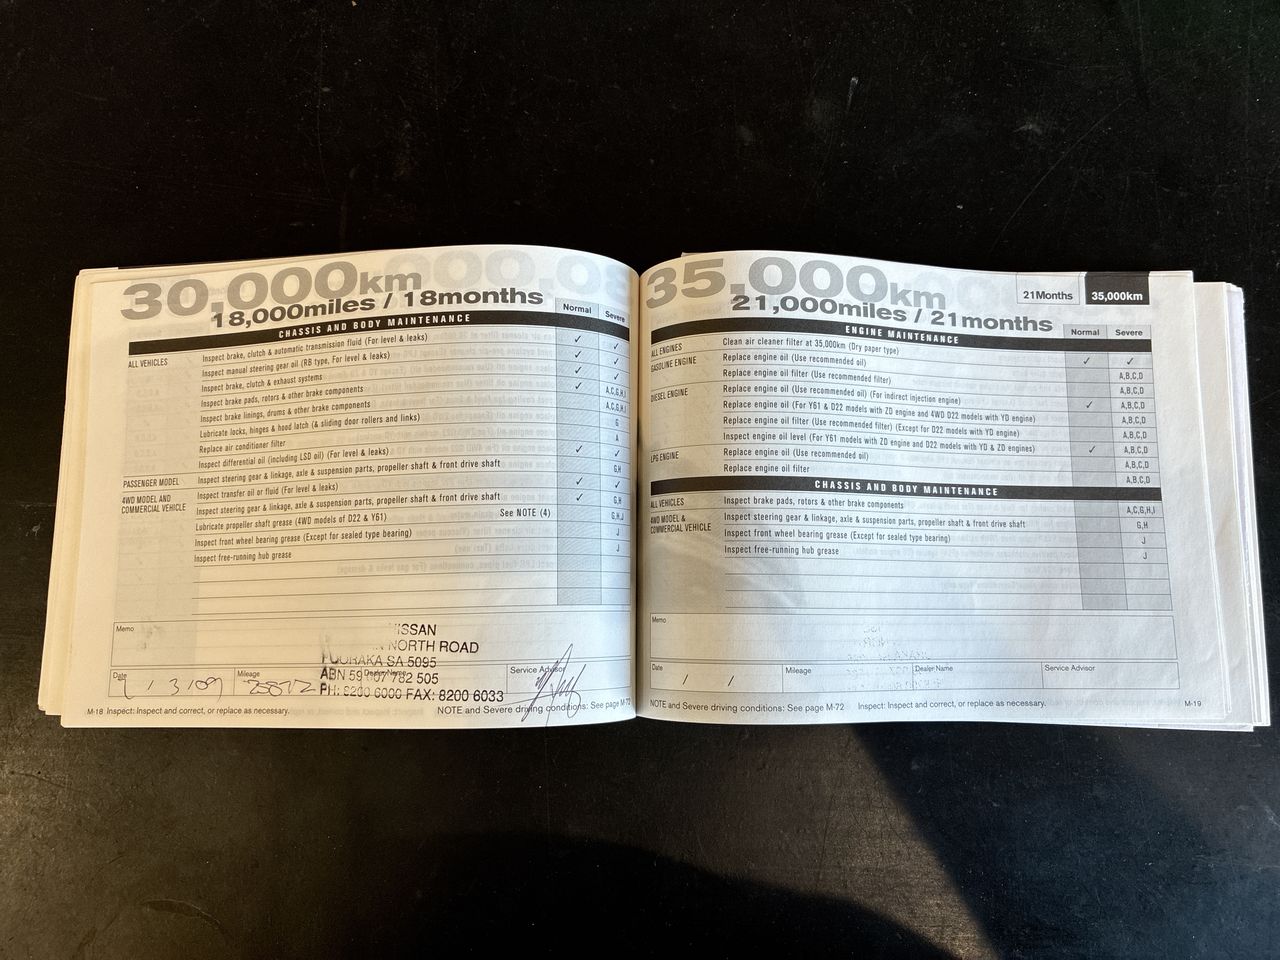 30,000km
18,000miles / 18months
Normal Severe
CHASSIS AND BODY MAINTENANCE
ALL VEHICLES Inspect brake, clutch & automatic transmission fluid (For level & leaks) ✓ ✓
Inspect manual steering gear oil (RB type, For level & leaks) ✓ ✓
Inspect brake, clutch & exhaust systems ✓ ✓
Inspect brake pads, rotors & other brake components ✓ A,C,G,H,I
Inspect brake linings, drums & other brake components A,C,G,H,I
Lubricate locks, hinges & hood latch (& sliding door rollers and links) G
Replace air conditioner filter A
Inspect differential oil (including LSD oil) (For level & leaks) ✓ ✓
PASSENGER MODEL Inspect steering gear & linkage, axle & suspension parts, propeller shaft & front drive shaft G,H
4WD MODEL AND COMMERCIAL VEHICLE Inspect transfer oil or fluid (For level & leaks) ✓ ✓
Inspect steering gear & linkage, axle & suspension parts, propeller shaft & front drive shaft ✓ G,H
Lubricate propeller shaft grease (4WD models of D22 & Y61) See NOTE (4) G,H,J
Inspect front wheel bearing grease (Except for sealed type bearing) J
Inspect free-running hub grease J
Memo
NISSAN
NORTH ROAD
POORAKA SA 5095
ABN 59 007 782 505
PH: 8200 6000 FAX: 8200 6033
Date 1/3/09 Mileage Dealer Name Service Advisor
M-18 Inspect: Inspect and correct, or replace as necessary. NOTE and Severe driving conditions: See page M-72
35,000km
21,000miles / 21months
21Months 35,000km
Normal Severe
ENGINE MAINTENANCE
ALL ENGINES Clean air cleaner filter at 35,000km (Dry paper type)
GASOLINE ENGINE Replace engine oil (Use recommended oil) ✓ ✓
Replace engine oil filter (Use recommended filter) A,B,C,D
DIESEL ENGINE Replace engine oil (Use recommended oil) (For indirect injection engine) A,B,C,D
Replace engine oil (For Y61 & D22 models with ZD engine and 4WD D22 models with YD engine) ✓ A,B,C,D
Replace engine oil filter (Use recommended filter) (Except for D22 models with YD engine) A,B,C,D
Inspect engine oil level (For Y61 models with ZD engine and D22 models with YD & ZD engines) A,B,C,D
LPG ENGINE Replace engine oil (Use recommended oil) ✓ A,B,C,D
Replace engine oil filter A,B,C,D
CHASSIS AND BODY MAINTENANCE
ALL VEHICLES Inspect brake pads, rotors & other brake components A,C,G,H,I
4WD MODEL & COMMERCIAL VEHICLE Inspect steering gear & linkage, axle & suspension parts, propeller shaft & front drive shaft G,H
Inspect front wheel bearing grease (Except for sealed type bearing) J
Inspect free-running hub grease J
Memo
Date / / Mileage Dealer Name Service Advisor
NOTE and Severe driving conditions: See page M-72 Inspect: Inspect and correct, or replace as necessary. M-19